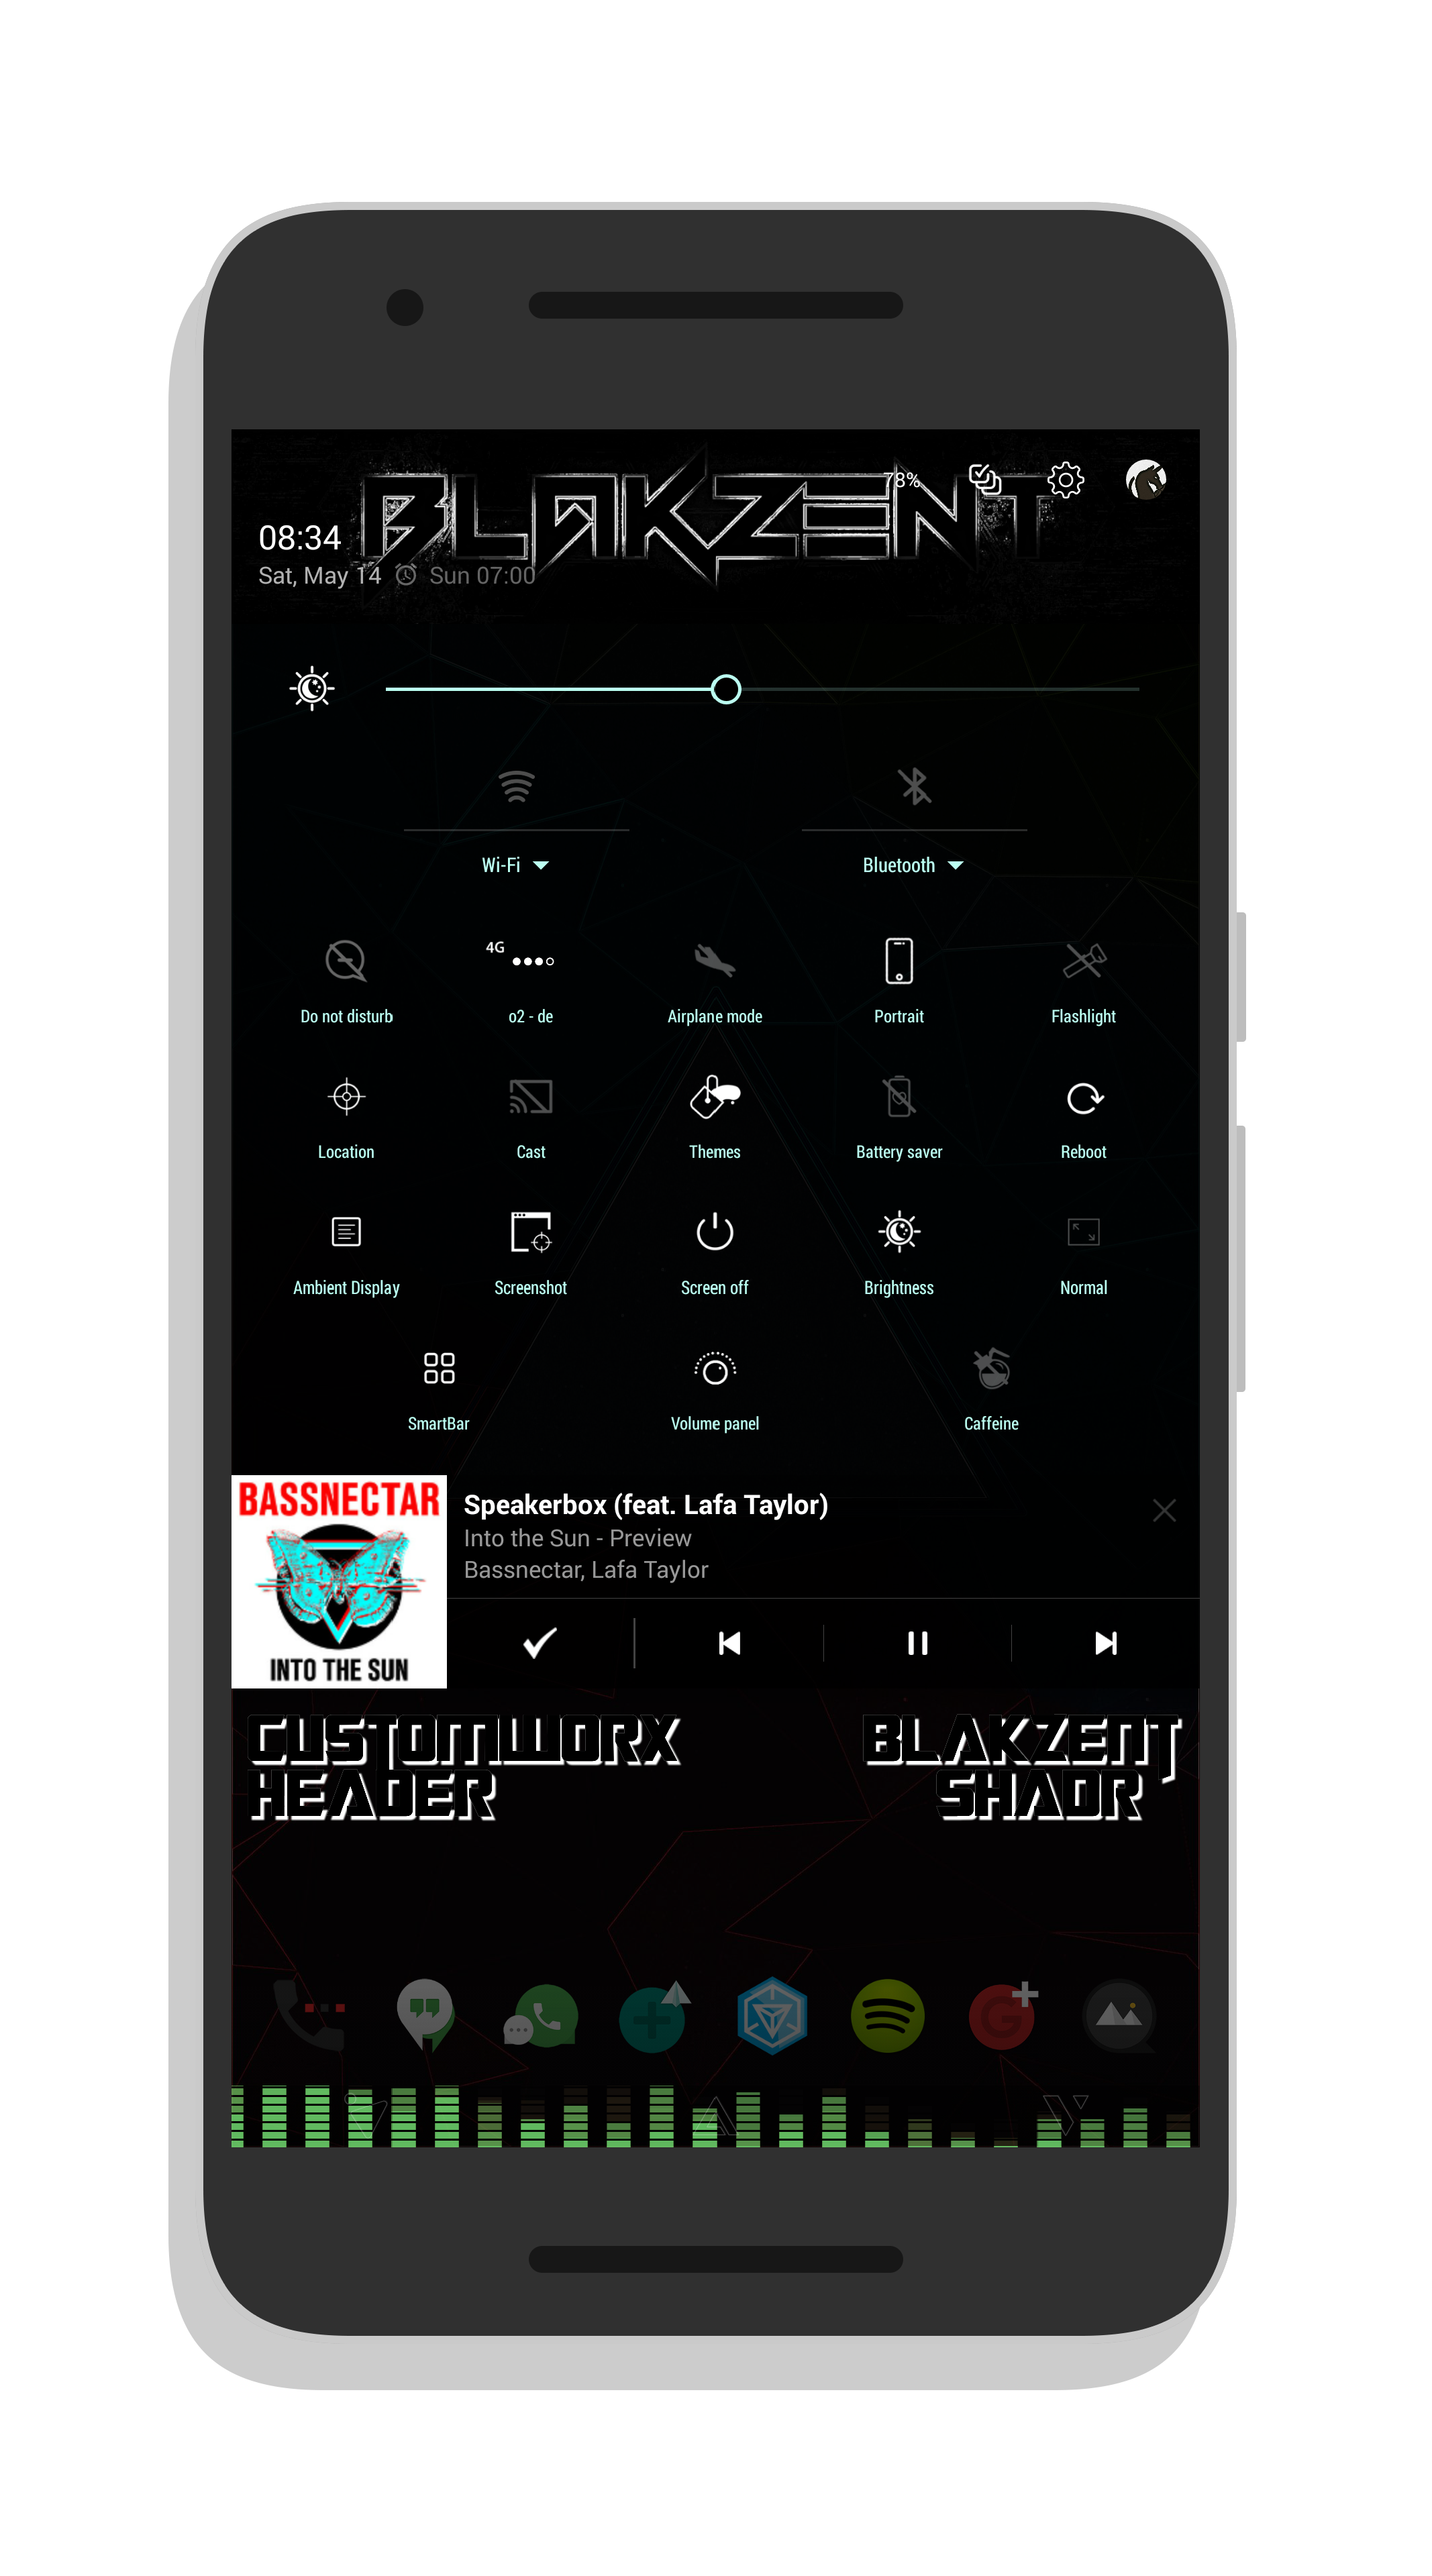 BLAKZENT
78%
08:34
Sat, May 14 Sun 07:00
Wi-Fi Bluetooth
4G
Do not disturb o2 - de Airplane mode Portrait Flashlight
Location Cast Themes Battery saver Reboot
Ambient Display Screenshot Screen off Brightness Normal
SmartBar Volume panel Caffeine
BASSNECTAR
INTO THE SUN
Speakerbox (feat. Lafa Taylor)
Into the Sun - Preview
Bassnectar, Lafa Taylor
CUSTOMWORX
HEADER
BLAKZENT
SHADR